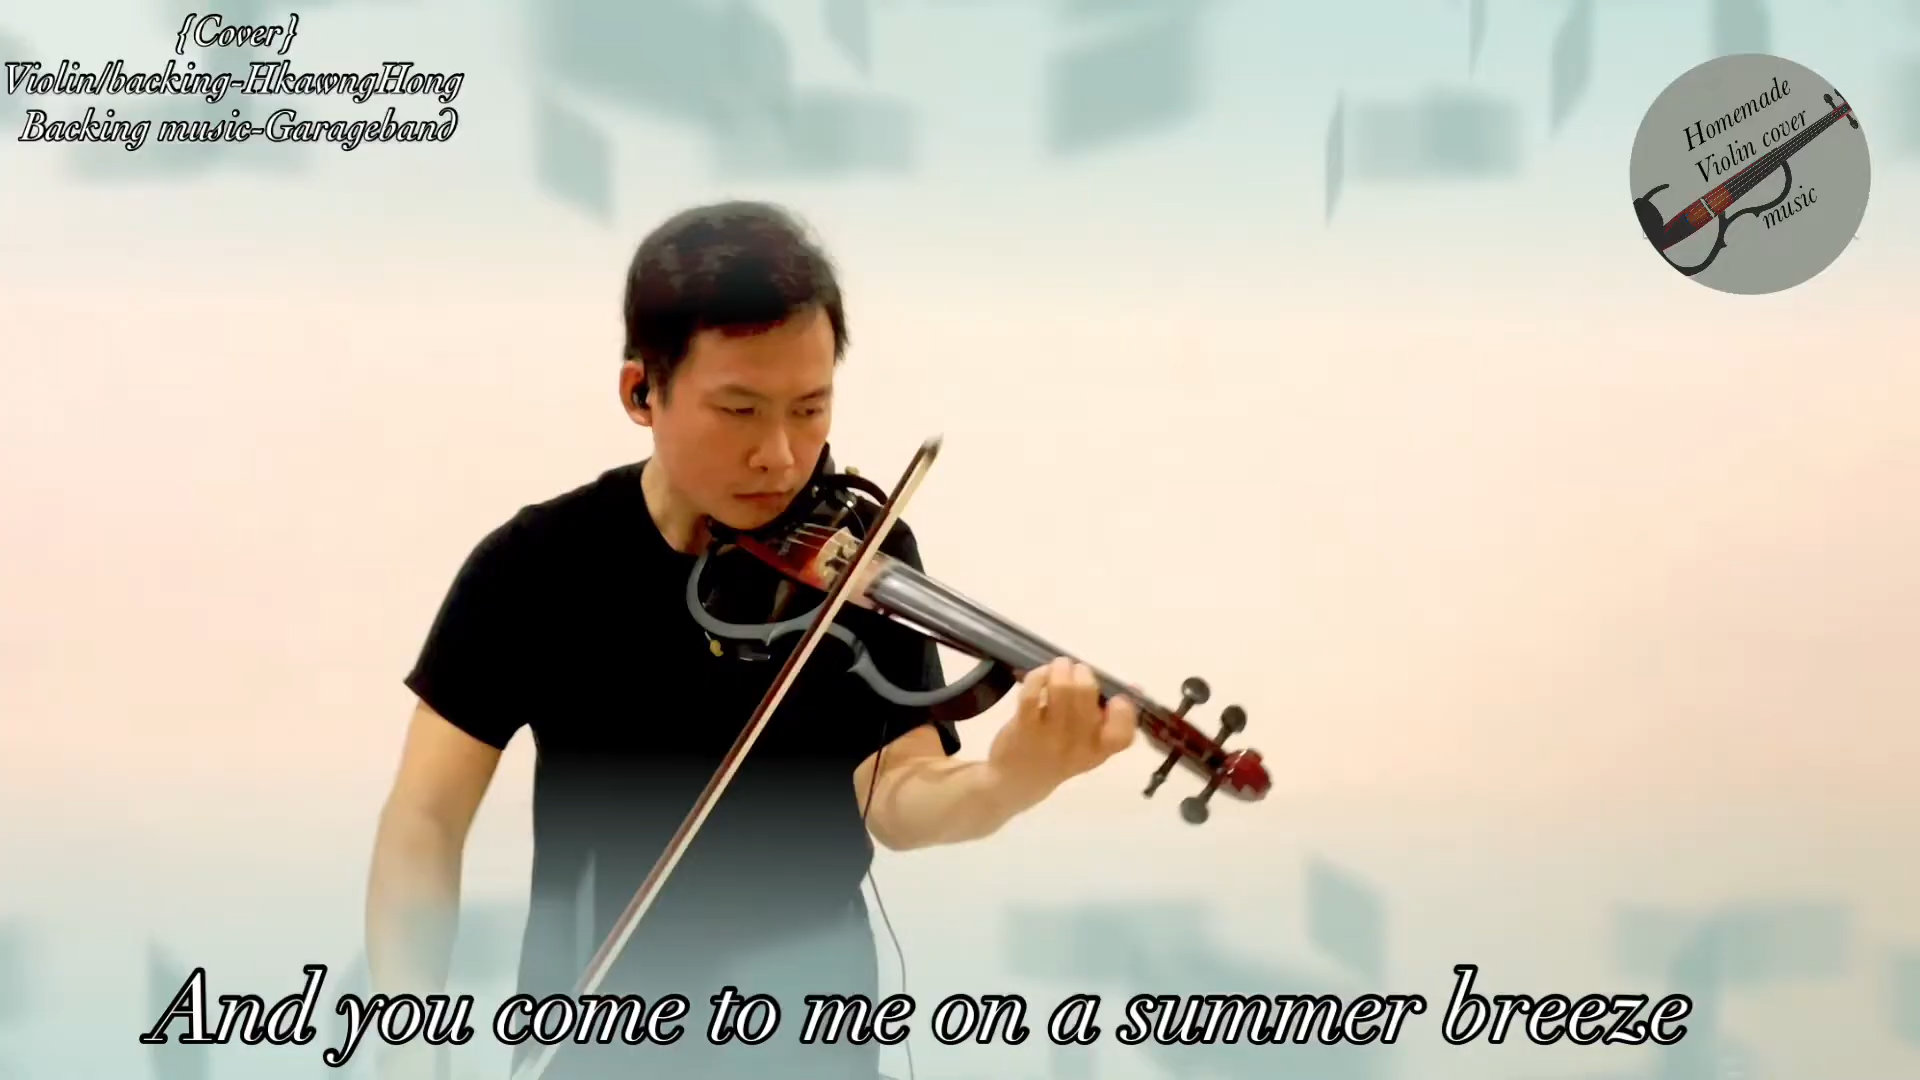 {Cover}
Violin/backing-HkawngHong
Backing music-Garageband
Homemade
Violin cover
music
And you come to me on a summer breeze